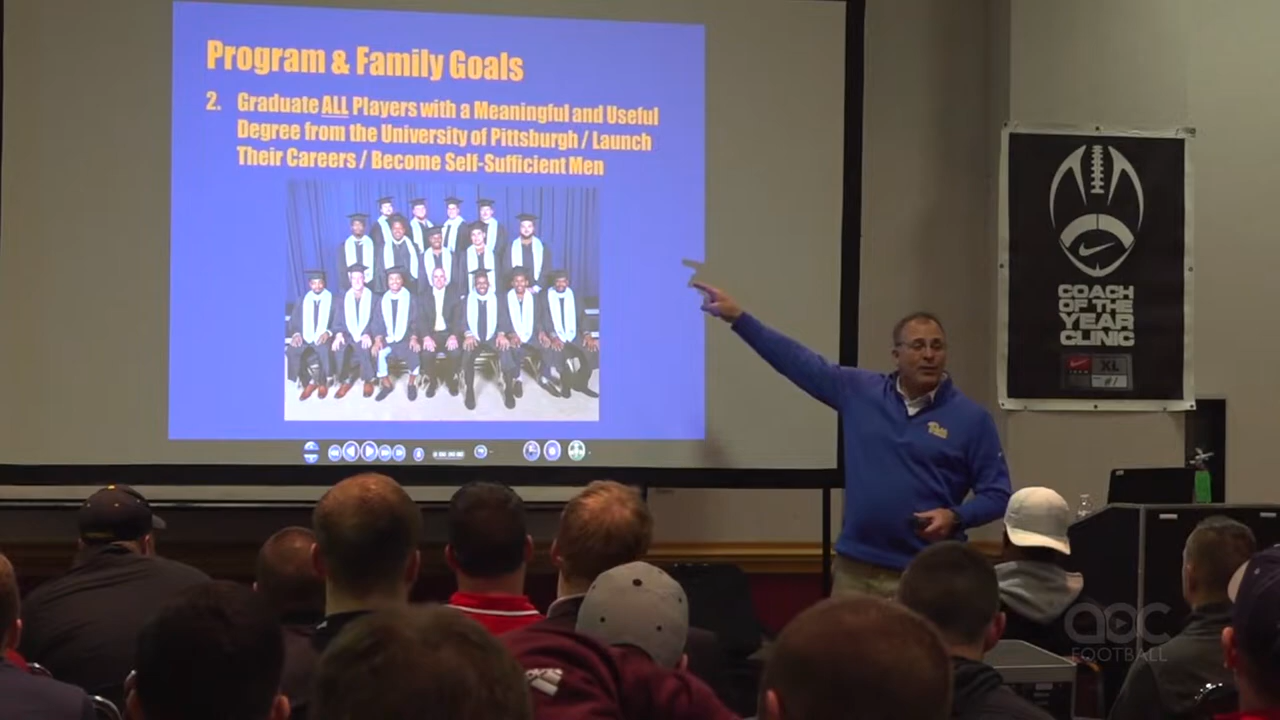 Program & Family Goals
2. Graduate ALL Players with a Meaningful and Useful
Degree from the University of Pittsburgh / Launch
Their Careers / Become Self-Sufficient Men
COACH
OF THE
YEAR
CLINIC
XL
#1
Pitt
aoc
FOOTBALL